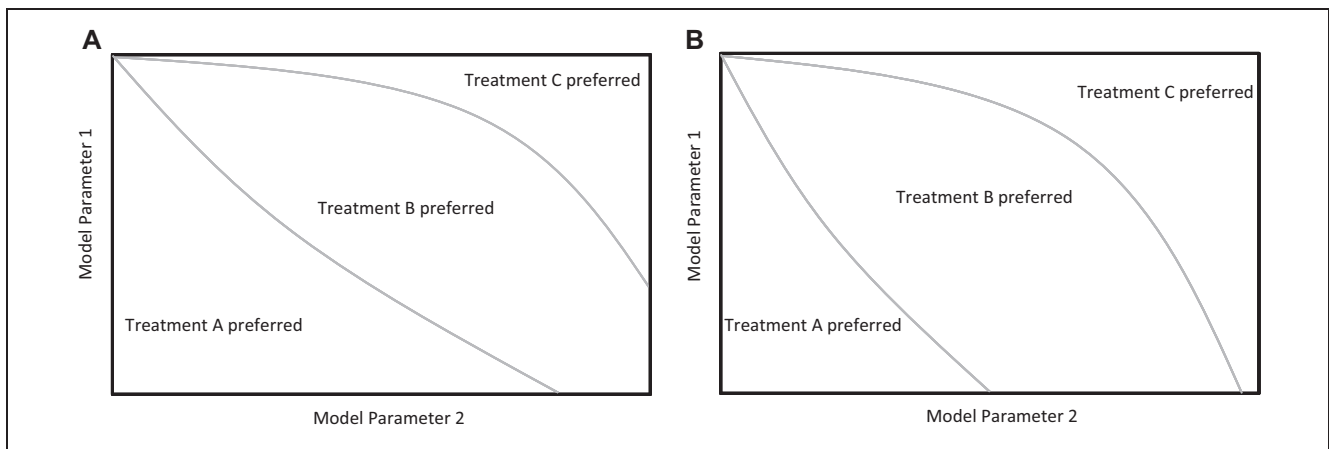 A
Treatment C preferred
Treatment B preferred
Treatment A preferred
Model Parameter 1
Model Parameter 2
B
Treatment C preferred
Treatment B preferred
Treatment A preferred
Model Parameter 1
Model Parameter 2